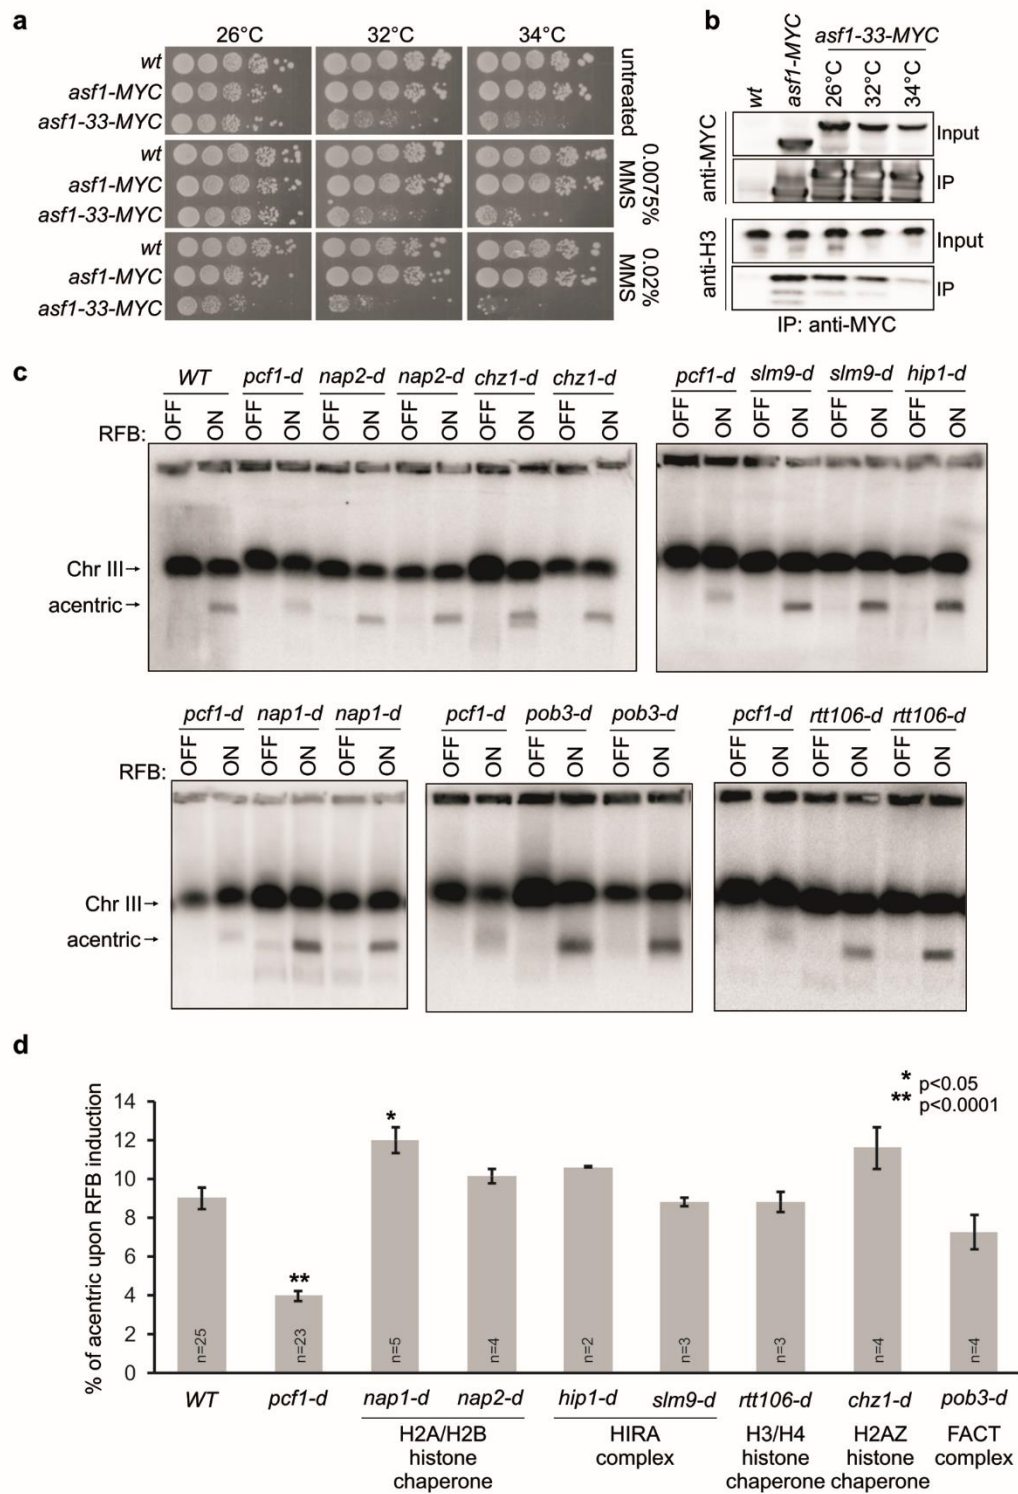 a
26°C 32°C 34°C
wt
asf1-MYC
asf1-33-MYC
untreated
wt
asf1-MYC
asf1-33-MYC
0.0075%
MMS
wt
asf1-MYC
asf1-33-MYC
0.02%
MMS
b
wt
asf1-MYC
asf1-33-MYC
26°C
32°C
34°C
anti-MYC
Input
IP
anti-H3
Input
IP
IP: anti-MYC
c
WT pcf1-d nap2-d nap2-d chz1-d chz1-d
RFB: OFF ON OFF ON OFF ON OFF ON OFF ON OFF ON
pcf1-d slm9-d slm9-d hip1-d
OFF ON OFF ON OFF ON OFF ON
Chr III
acentric
pcf1-d nap1-d nap1-d
RFB: OFF ON OFF ON OFF ON
pcf1-d pob3-d pob3-d
OFF ON OFF ON OFF ON
pcf1-d rtt106-d rtt106-d
OFF ON OFF ON OFF ON
Chr III
acentric
d
* p<0.05
** p<0.0001
% of acentric upon RFB induction
14
12
10
8
6
4
2
0
*
**
n=25 n=23 n=5 n=4 n=2 n=3 n=3 n=4 n=4
WT pcf1-d nap1-d nap2-d hip1-d slm9-d rtt106-d chz1-d pob3-d
H2A/H2B
histone
chaperone
HIRA
complex
H3/H4
histone
chaperone
H2AZ
histone
chaperone
FACT
complex